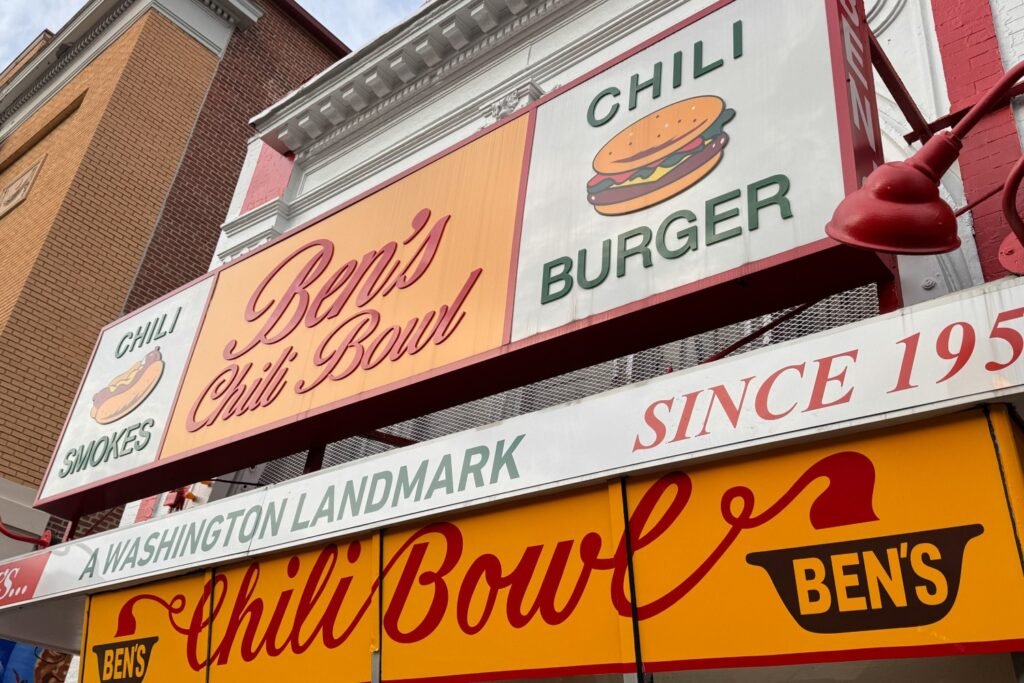 CHILI
SMOKES
Ben's
Chili Bowl
CHILI
BURGER
A WASHINGTON LANDMARK
SINCE 195
BEN'S
Chili Bowl
BEN'S